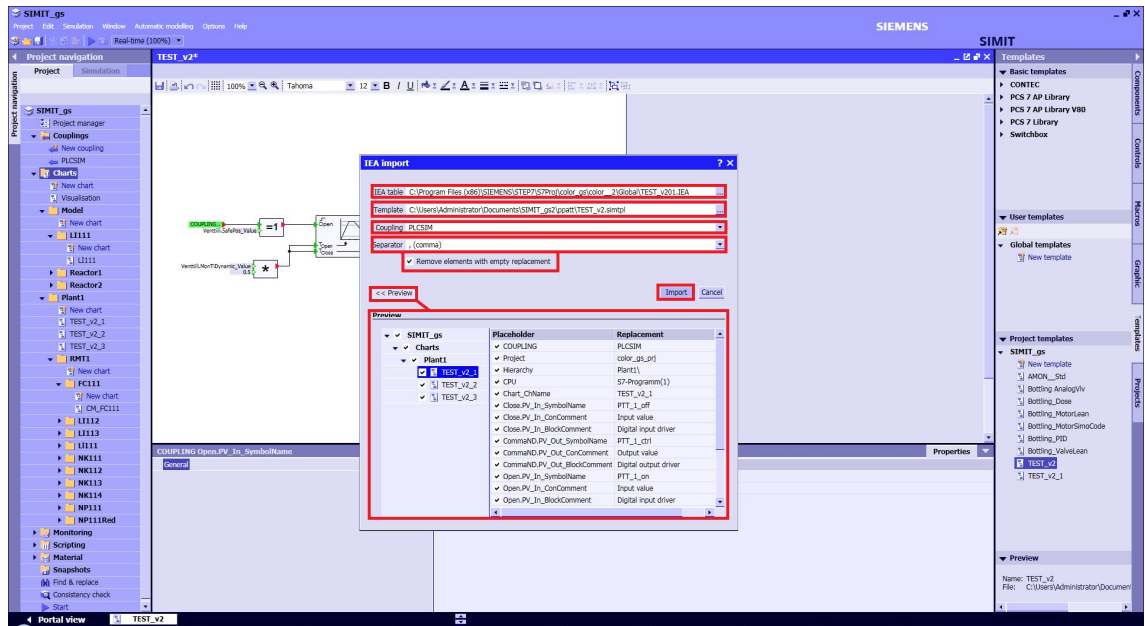 SIMIT_gs
Project Edit Simulation Window Automatic modelling Options Help
SIEMENS
Real-time (100%)
SIMIT
Project navigation
Project Simulation
Project navigation
SIMIT_gs
Project manager
Couplings
New coupling
PLCSIM
Charts
New chart
Visualisation
Model
New chart
LI111
New chart
LI111
Reactor1
Reactor2
Plant1
New chart
TEST_v2_1
TEST_v2_2
TEST_v2_3
RMT1
New chart
FC111
New chart
CM_FC111
LI112
LI113
LI111
NK111
NK112
NK113
NK114
NP111
NP111Red
Monitoring
Scripting
Material
Snapshots
Find & replace
Consistency check
Start
Portal view
TEST_v2
TEST_v2*
100% Tahoma 12 B / U
COUPLING...
Venttiili.SafePos_Value
=1
Open
Open
Close
Venttiili.MonTiDynamic_Value
0.5
*
IEA import ? ×
IEA table C:\Program Files (x86)\SIEMENS\STEP7\S7Proj\color_gs\color__2\Global\TEST_v201.IEA ...
Template C:\Users\Administrator\Documents\SIMIT_gs2\ppatt\TEST_v2.simtpl ...
Coupling PLCSIM
Separator , (comma)
Remove elements with empty replacement
<< Preview Import Cancel
Preview
SIMIT_gs
Charts
Plant1
TEST_v2_1
TEST_v2_2
TEST_v2_3
Placeholder Replacement
COUPLING PLCSIM
Project color_gs_prj
Hierarchy Plant1\
CPU S7-Programm(1)
Chart_ChName TEST_v2_1
Close.PV_In_SymbolName PTT_1_off
Close.PV_In_ConComment Input value
Close.PV_In_BlockComment Digital input driver
CommaND.PV_Out_SymbolName PTT_1_ctrl
CommaND.PV_Out_ConComment Output value
CommaND.PV_Out_BlockComment Digital output driver
Open.PV_In_SymbolName PTT_1_on
Open.PV_In_ConComment Input value
Open.PV_In_BlockComment Digital input driver
COUPLING Open.PV_In_SymbolName
Properties
General
Templates
Basic templates
CONTEC
PCS 7 AP Library
PCS 7 AP Library V80
PCS 7 Library
Switchbox
User templates
Global templates
New template
Project templates
SIMIT_gs
New template
AMON__Std
Bottling AnalogVlv
Bottling_Dose
Bottling_MotorLean
Bottling_MotorSimoCode
Bottling_PID
Bottling_ValveLean
TEST_v2
TEST_v2_1
Preview
Name: TEST_v2
File: C:\Users\Administrator\Document
Components
Controls
Macros
Graphic
Templates
Projects